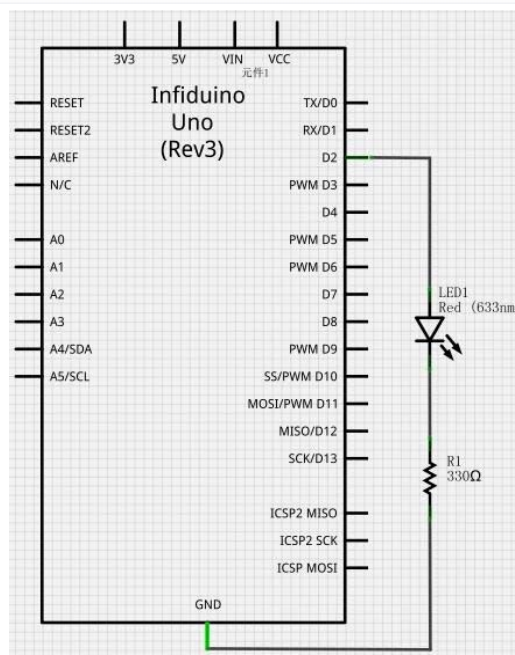 3V3 5V VIN VCC
元件1
Infiduino
Uno
(Rev3)
RESET
RESET2
AREF
N/C
A0
A1
A2
A3
A4/SDA
A5/SCL
TX/D0
RX/D1
D2
PWM D3
D4
PWM D5
PWM D6
D7
D8
PWM D9
SS/PWM D10
MOSI/PWM D11
MISO/D12
SCK/D13
ICSP2 MISO
ICSP2 SCK
ICSP MOSI
GND
LED1
Red (633nm
R1
330Ω